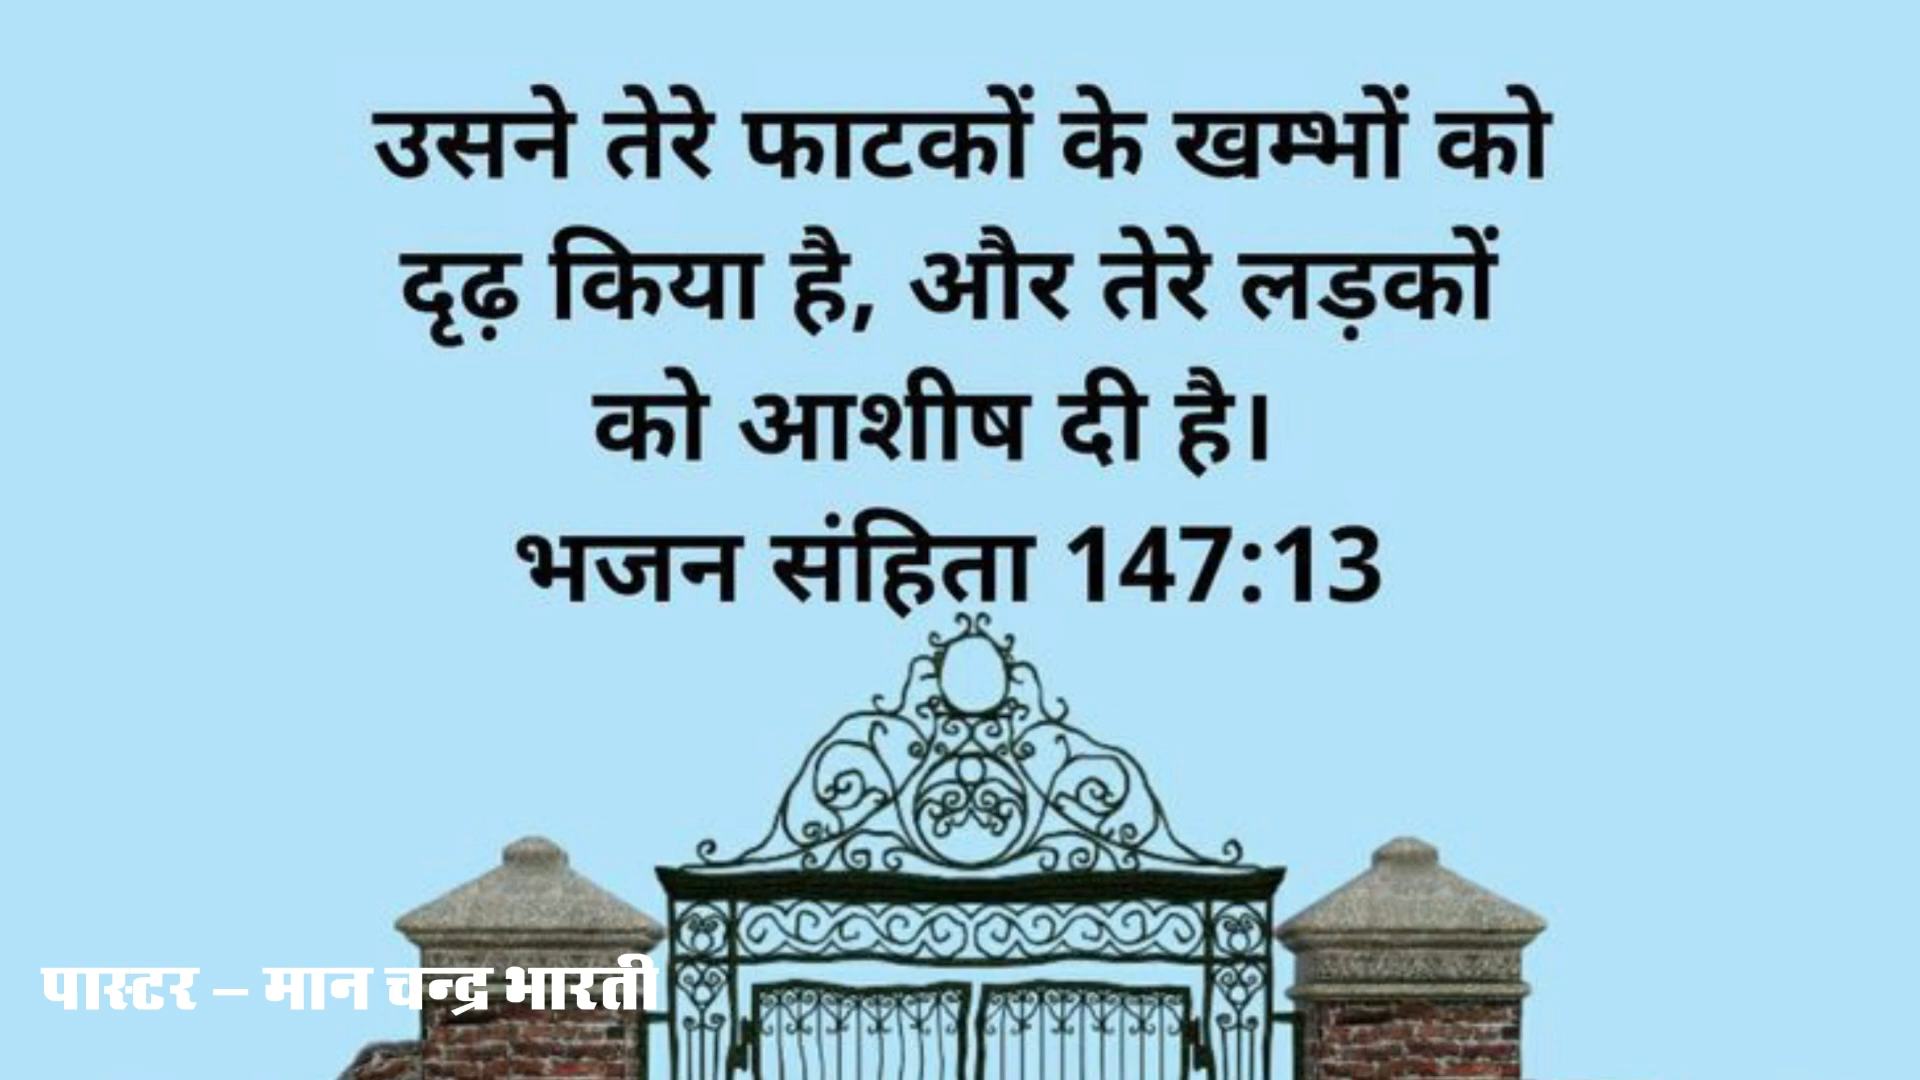 उसने तेरे फाटकों के खम्भों को
दृढ़ किया है, और तेरे लड़कों
को आशीष दी है।
भजन संहिता 147:13
पास्टर – मान चन्द्र भारती